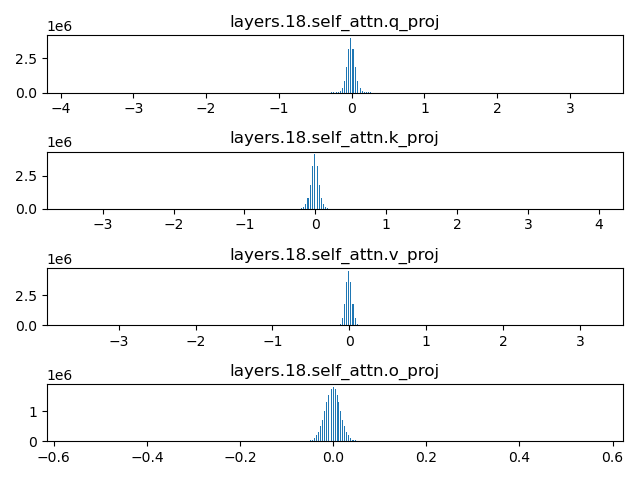 layers.18.self_attn.q_proj
1e6
2.5
0.0
−4 −3 −2 −1 0 1 2 3
layers.18.self_attn.k_proj
1e6
2.5
0.0
−3 −2 −1 0 1 2 3 4
layers.18.self_attn.v_proj
1e6
2.5
0.0
−3 −2 −1 0 1 2 3
layers.18.self_attn.o_proj
1e6
1
0
−0.6 −0.4 −0.2 0.0 0.2 0.4 0.6